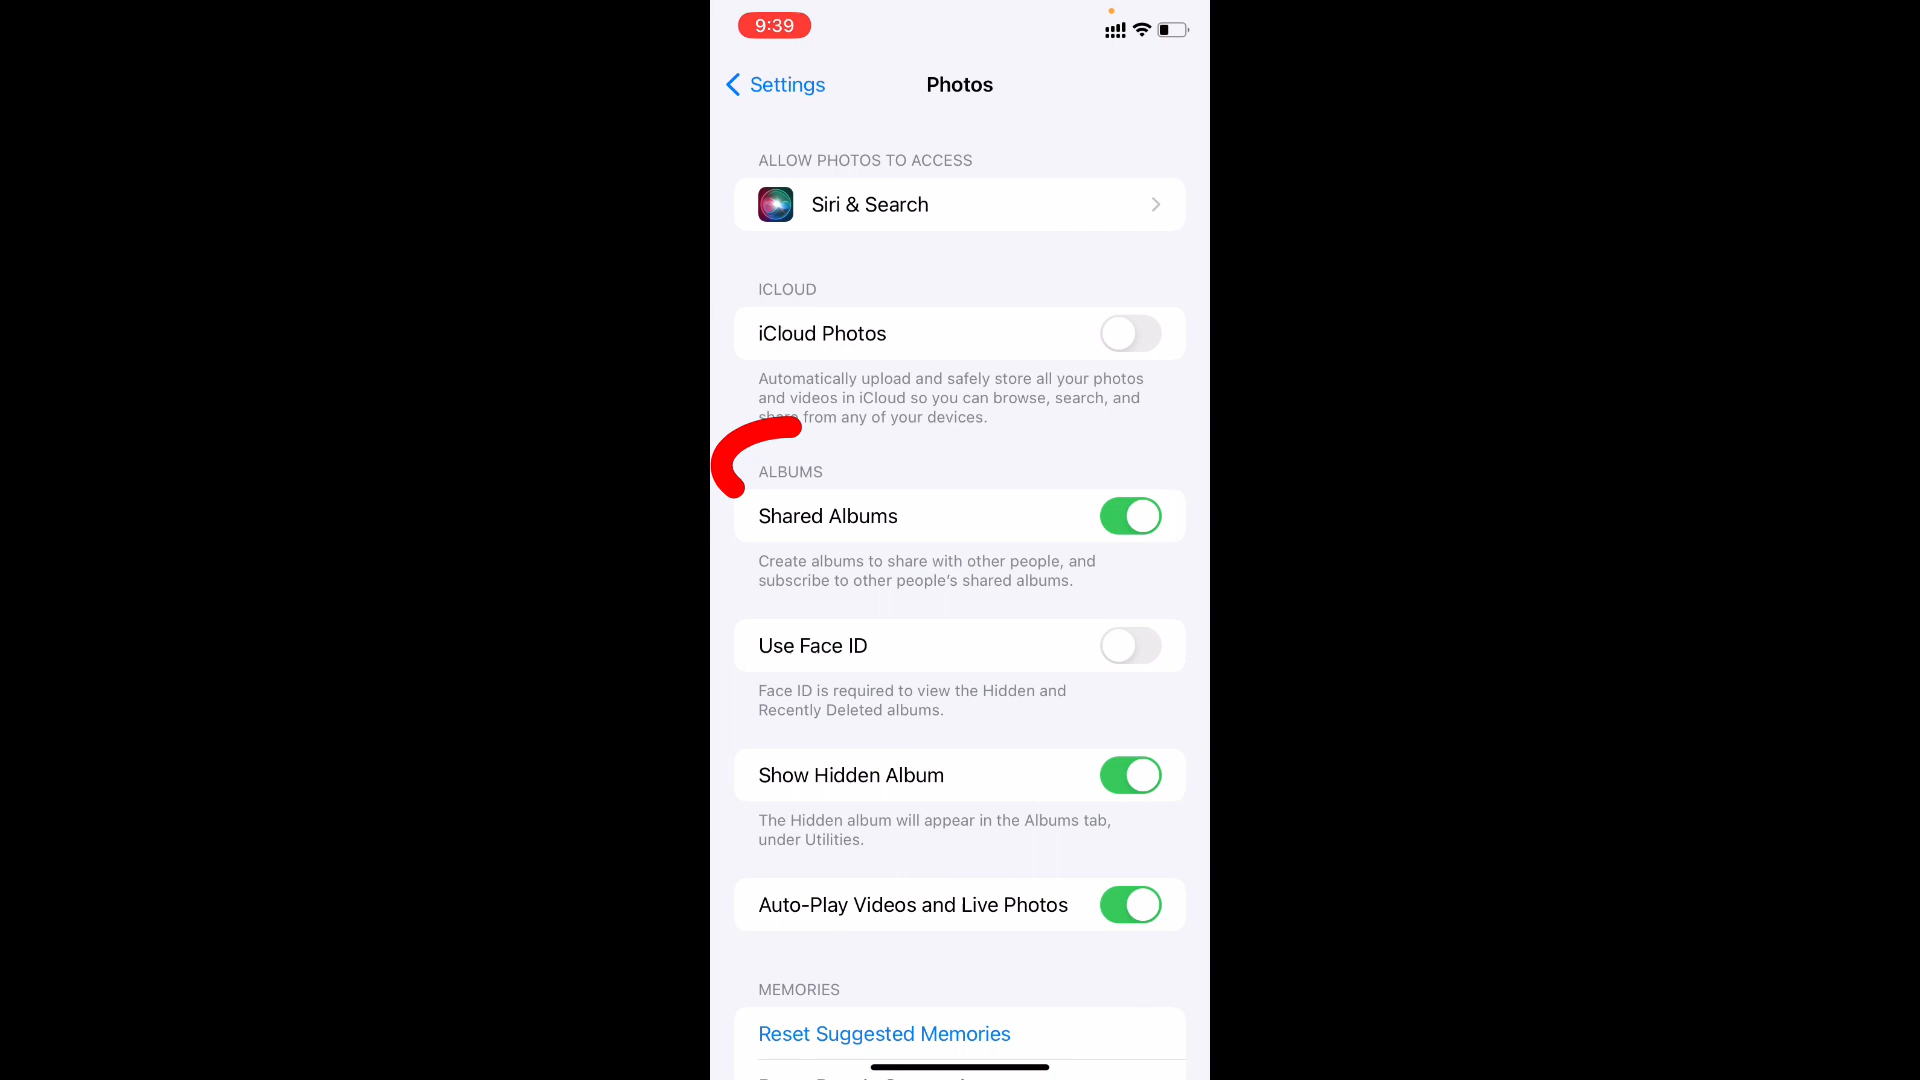 9:39
Settings
Photos
ALLOW PHOTOS TO ACCESS
Siri & Search
ICLOUD
iCloud Photos
Automatically upload and safely store all your photos
and videos in iCloud so you can browse, search, and
share from any of your devices.
ALBUMS
Shared Albums
Create albums to share with other people, and
subscribe to other people's shared albums.
Use Face ID
Face ID is required to view the Hidden and
Recently Deleted albums.
Show Hidden Album
The Hidden album will appear in the Albums tab,
under Utilities.
Auto-Play Videos and Live Photos
MEMORIES
Reset Suggested Memories